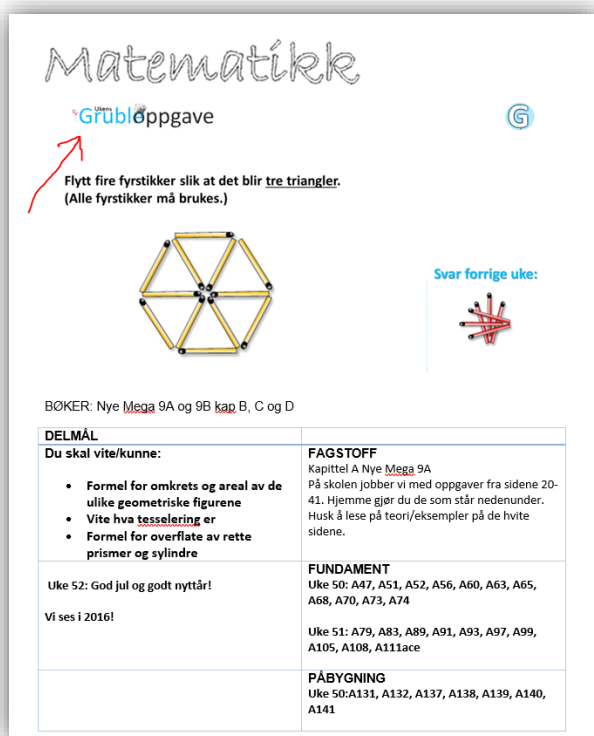 Matematikk
Ukens
Grubloppgave
G
Flytt fire fyrstikker slik at det blir tre triangler.
(Alle fyrstikker må brukes.)
Svar forrige uke:
BØKER: Nye Mega 9A og 9B kap B, C og D
DELMÅL
Du skal vite/kunne:
• Formel for omkrets og areal av de
ulike geometriske figurene
• Vite hva tesselering er
• Formel for overflate av rette
prismer og sylindre
FAGSTOFF
Kapittel A Nye Mega 9A
På skolen jobber vi med oppgaver fra sidene 20-
41. Hjemme gjør du de som står nedenunder.
Husk å lese på teori/eksempler på de hvite
sidene.
Uke 52: God jul og godt nyttår!
Vi ses i 2016!
FUNDAMENT
Uke 50: A47, A51, A52, A56, A60, A63, A65,
A68, A70, A73, A74
Uke 51: A79, A83, A89, A91, A93, A97, A99,
A105, A108, A111ace
PÅBYGNING
Uke 50:A131, A132, A137, A138, A139, A140,
A141